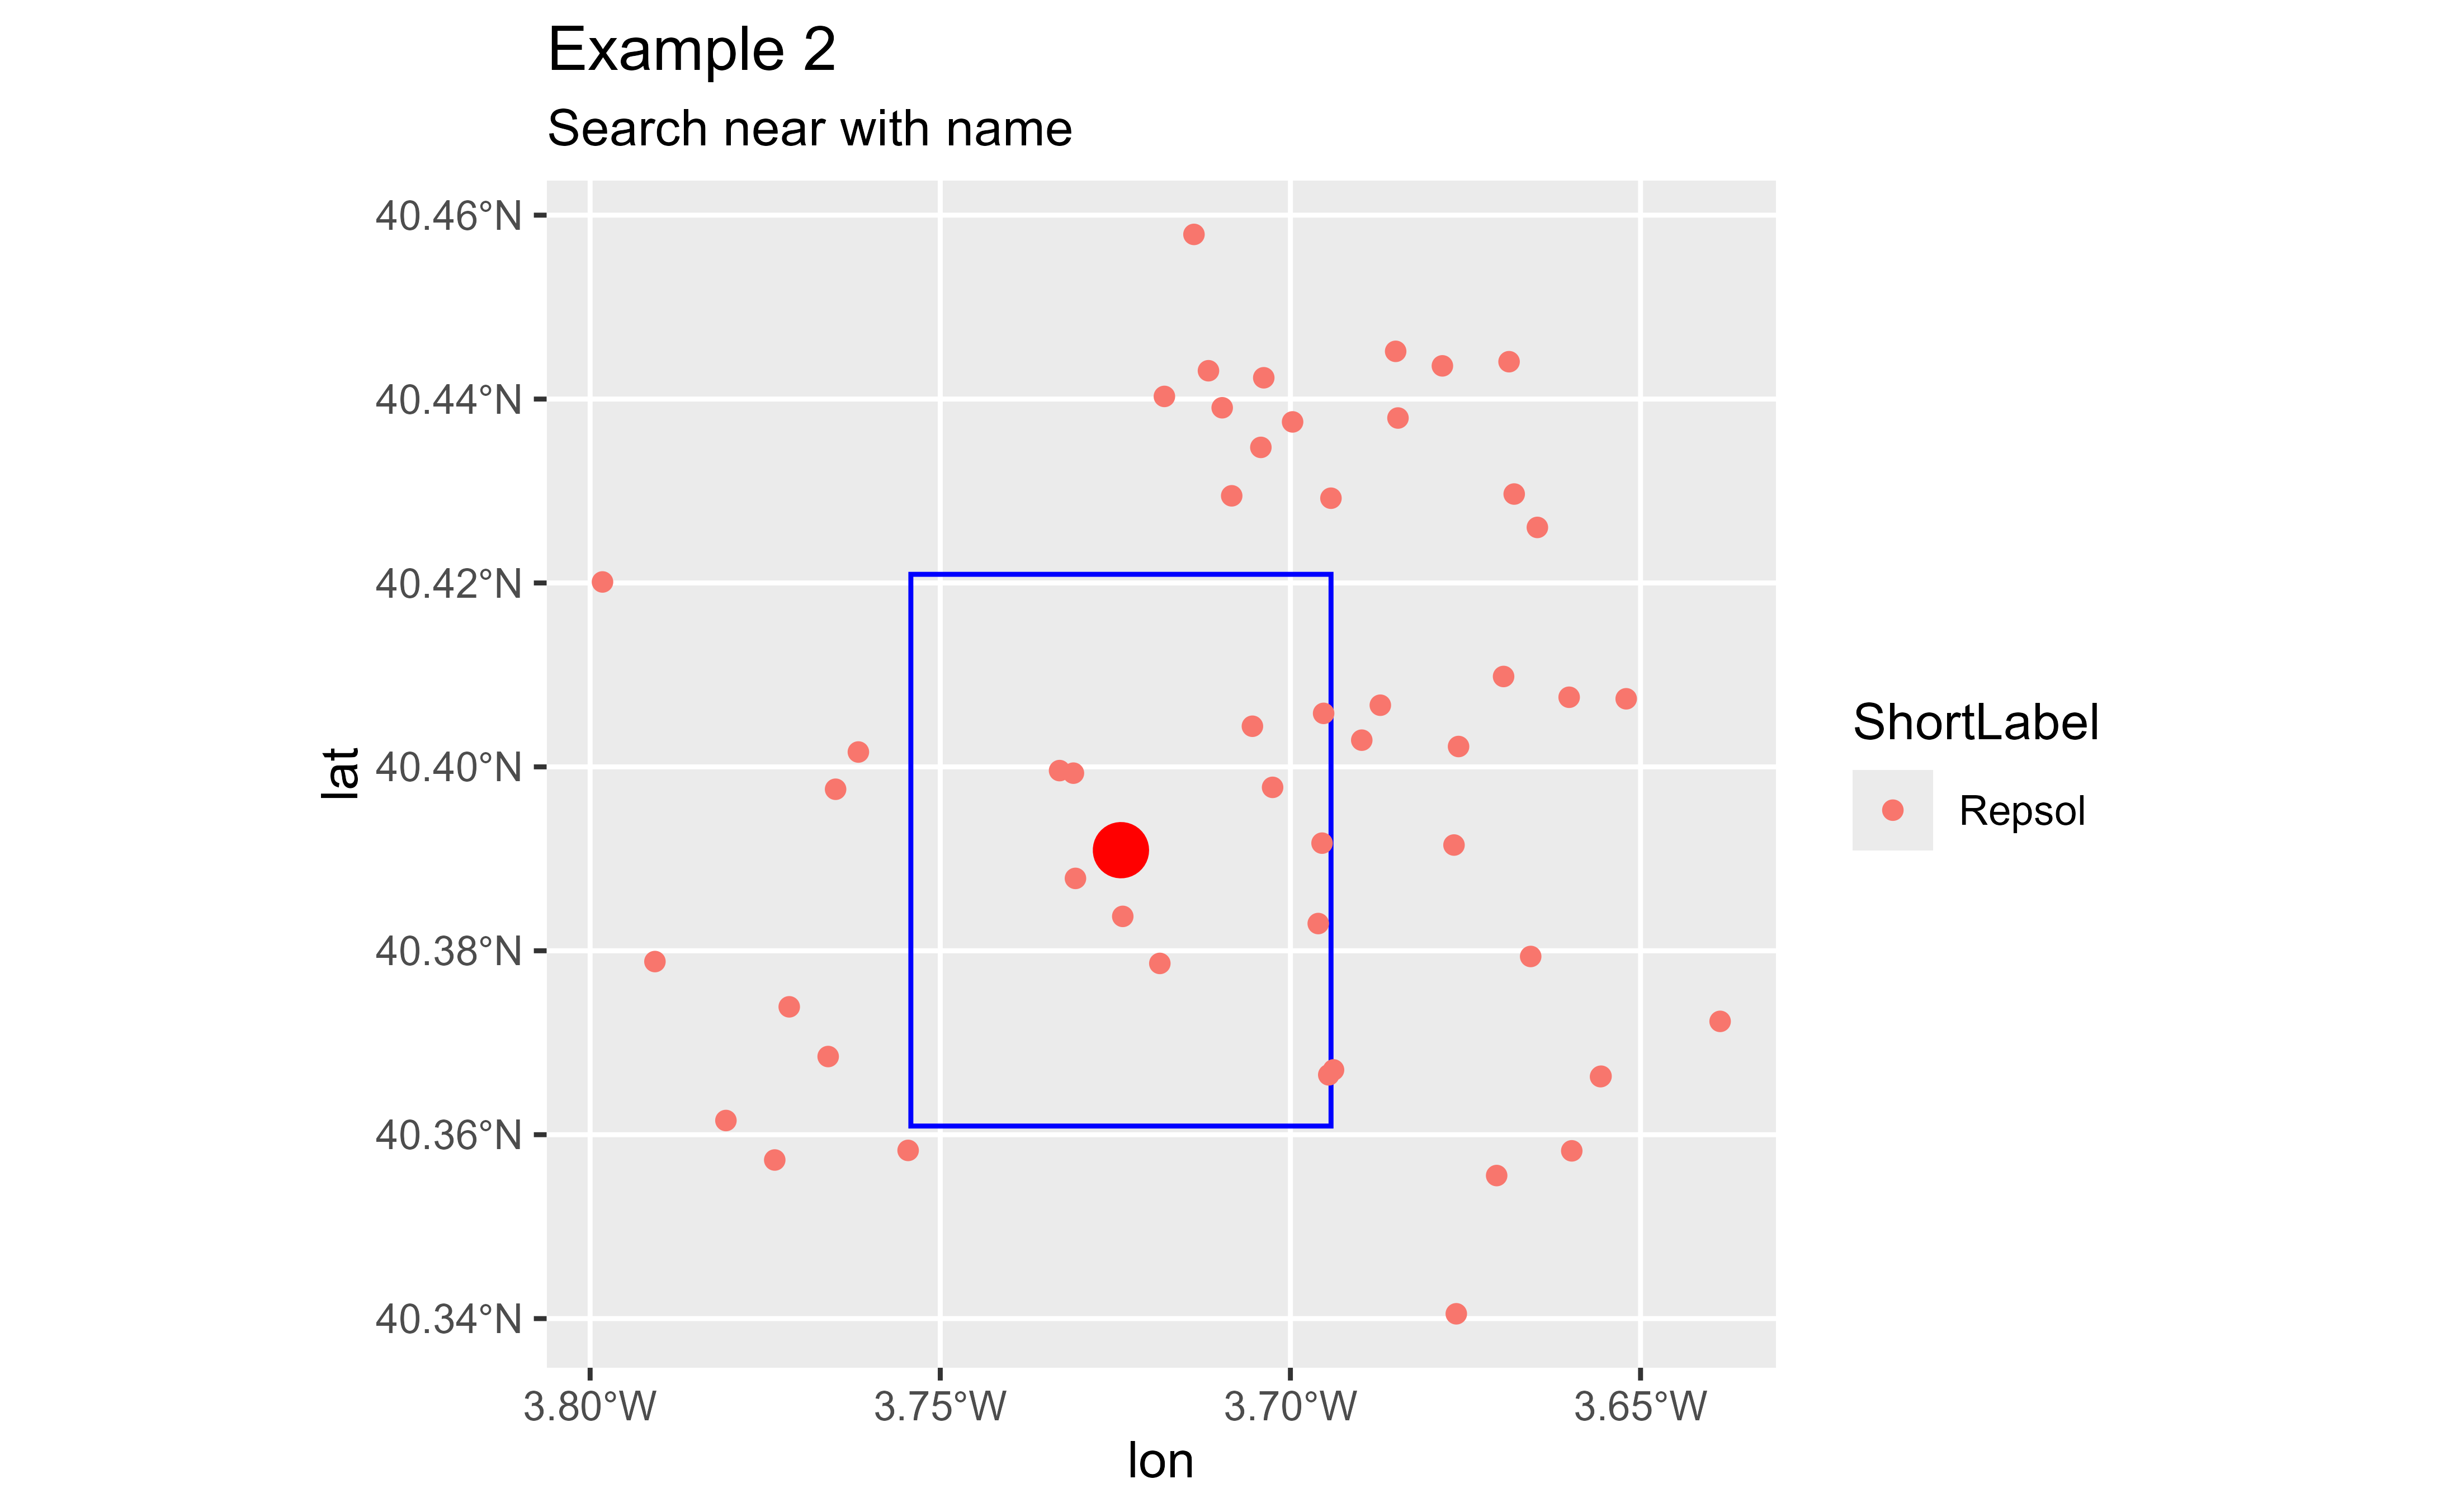 Example 2
Search near with name
lat
40.46°N
40.44°N
40.42°N
40.40°N
40.38°N
40.36°N
40.34°N
3.80°W 3.75°W 3.70°W 3.65°W
lon
ShortLabel
Repsol